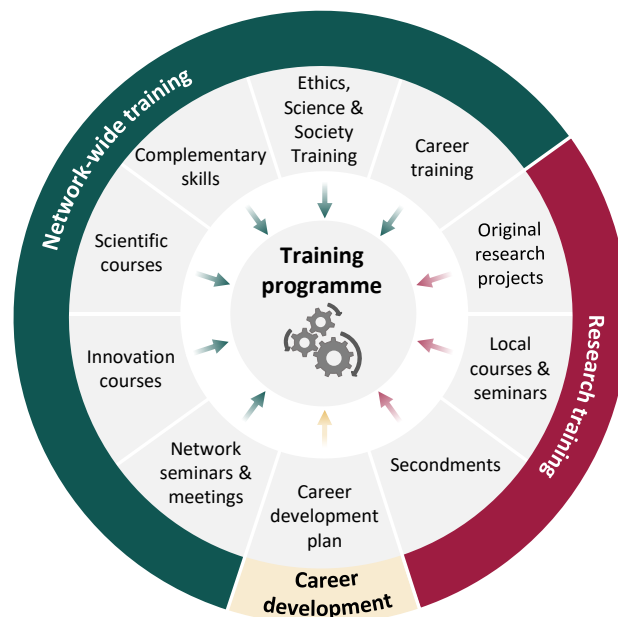 Network-wide training
Ethics,
Science &
Society
Training
Career
training
Complementary
skills
Scientific
courses
Original
research
projects
Training
programme
Innovation
courses
Local
courses &
seminars
Research training
Network
seminars &
meetings
Secondments
Career
development
plan
Career
development